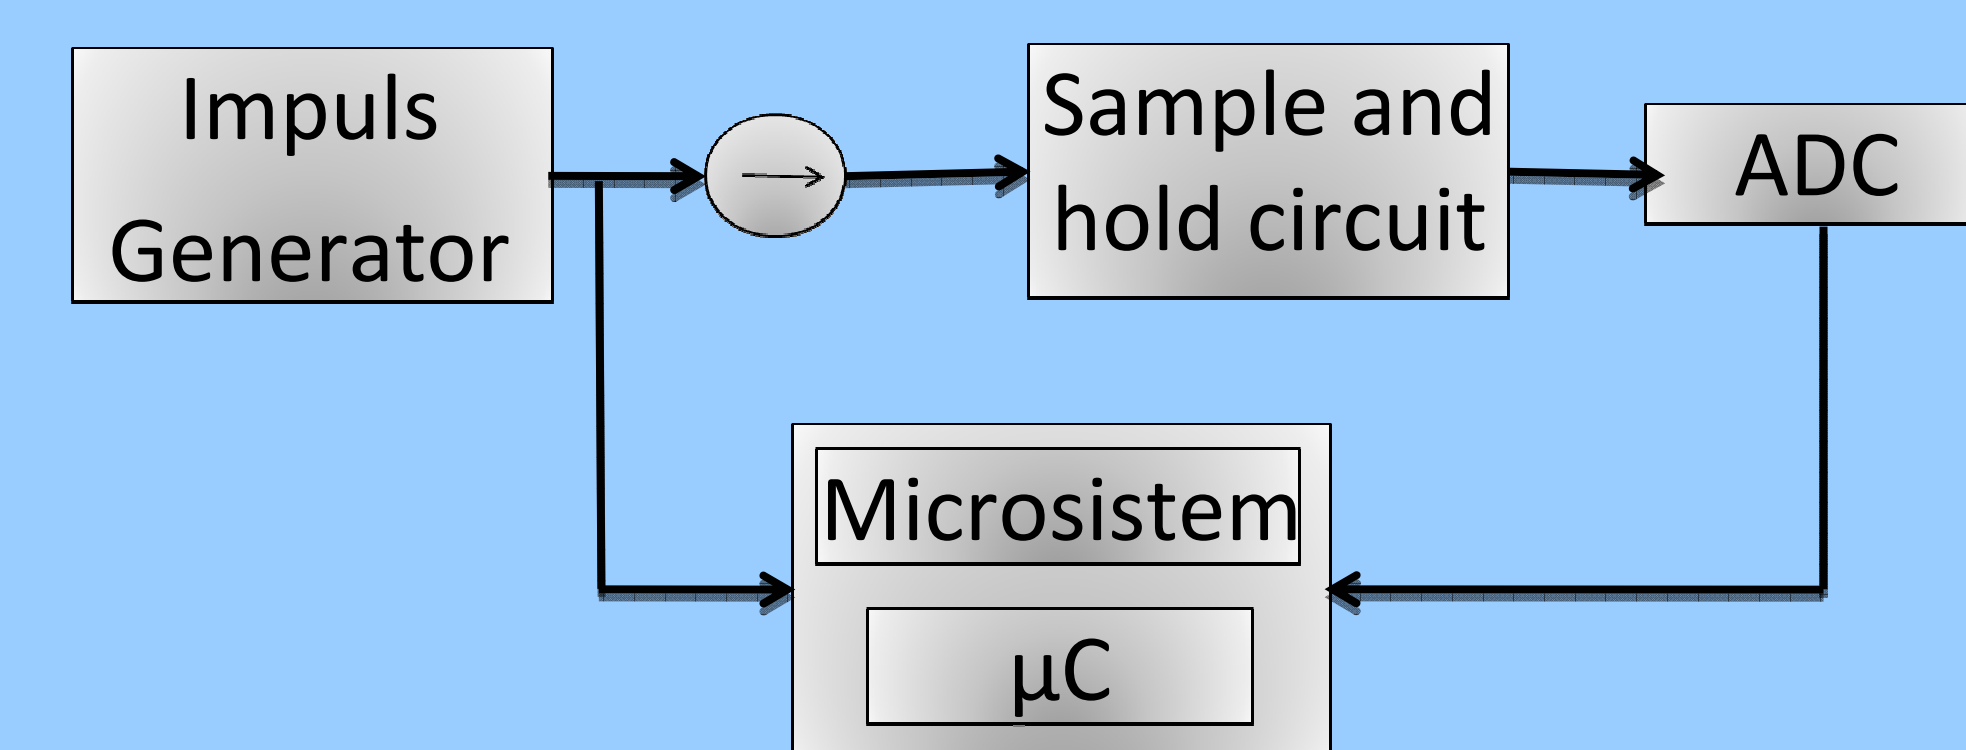 Impuls
Generator
Sample and
hold circuit
ADC
Microsistem
µC